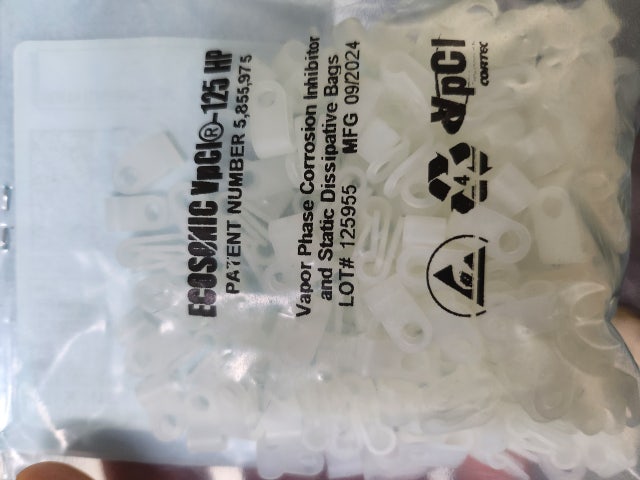 ECOSONIC VpCI®-125 HP
PATENT NUMBER 5,855,975
Vapor Phase Corrosion Inhibitor
and Static Dissipative Bags
LOT# 125955 MFG 09/2024
VpCI
CORTEC
4